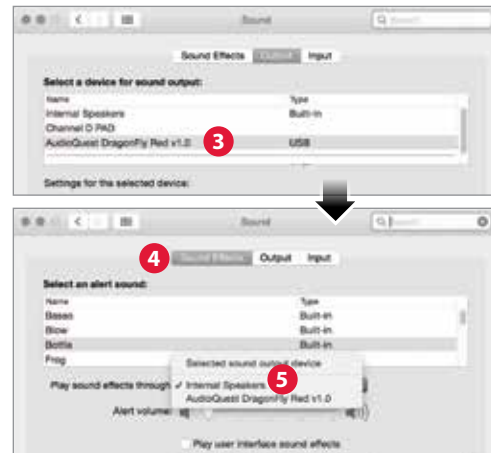 Sound
Search
Sound Effects Output Input
Select a device for sound output:
Name Type
Internal Speakers Built-in
Channel D PAD
AudioQuest DragonFly Red v1.0 3 USB
Settings for the selected device:
Sound
4 Sound Effects Output Input
Select an alert sound:
Name Type
Basso Built-in
Blow Built-in
Bottle Built-in
Frog Built-in
Selected sound output device
Play sound effects through ✓ Internal Speakers 5
AudioQuest DragonFly Red v1.0
Alert volume:
Play user interface sound effects